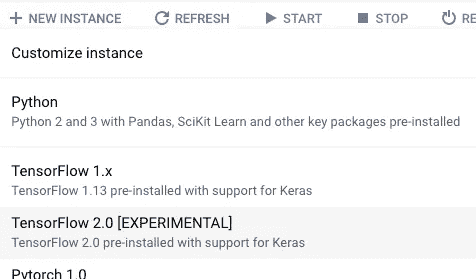 NEW INSTANCE REFRESH START STOP RE
Customize instance
Python
Python 2 and 3 with Pandas, SciKit Learn and other key packages pre-installed
TensorFlow 1.x
TensorFlow 1.13 pre-installed with support for Keras
TensorFlow 2.0 [EXPERIMENTAL]
TensorFlow 2.0 pre-installed with support for Keras
Pytorch 1.0